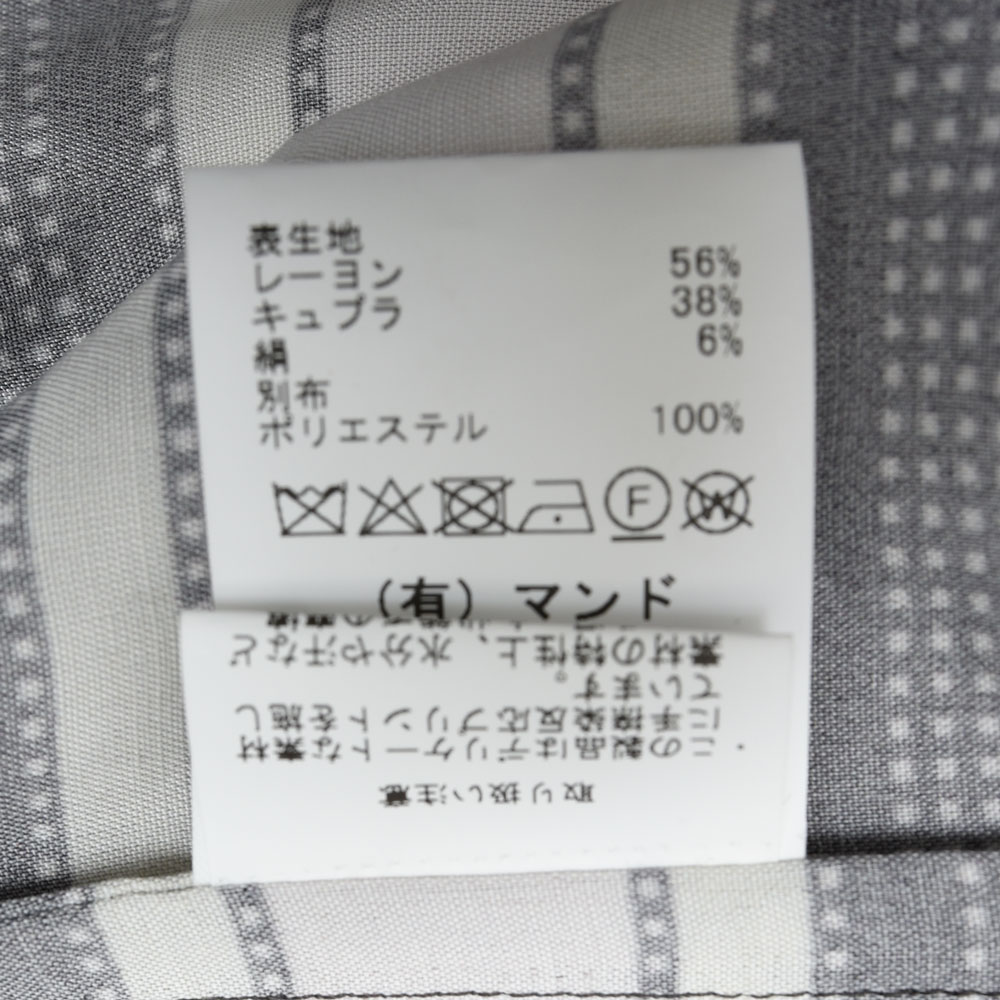 表生地
レーヨン 56%
キュプラ 38%
絹 6%
別布
ポリエステル 100%
F
W
(有)マンド
取り扱い注意
・この製品はデリケートな素材
に手捺染反応プリントを施し
ています。
素材の特性上、水分や汗など